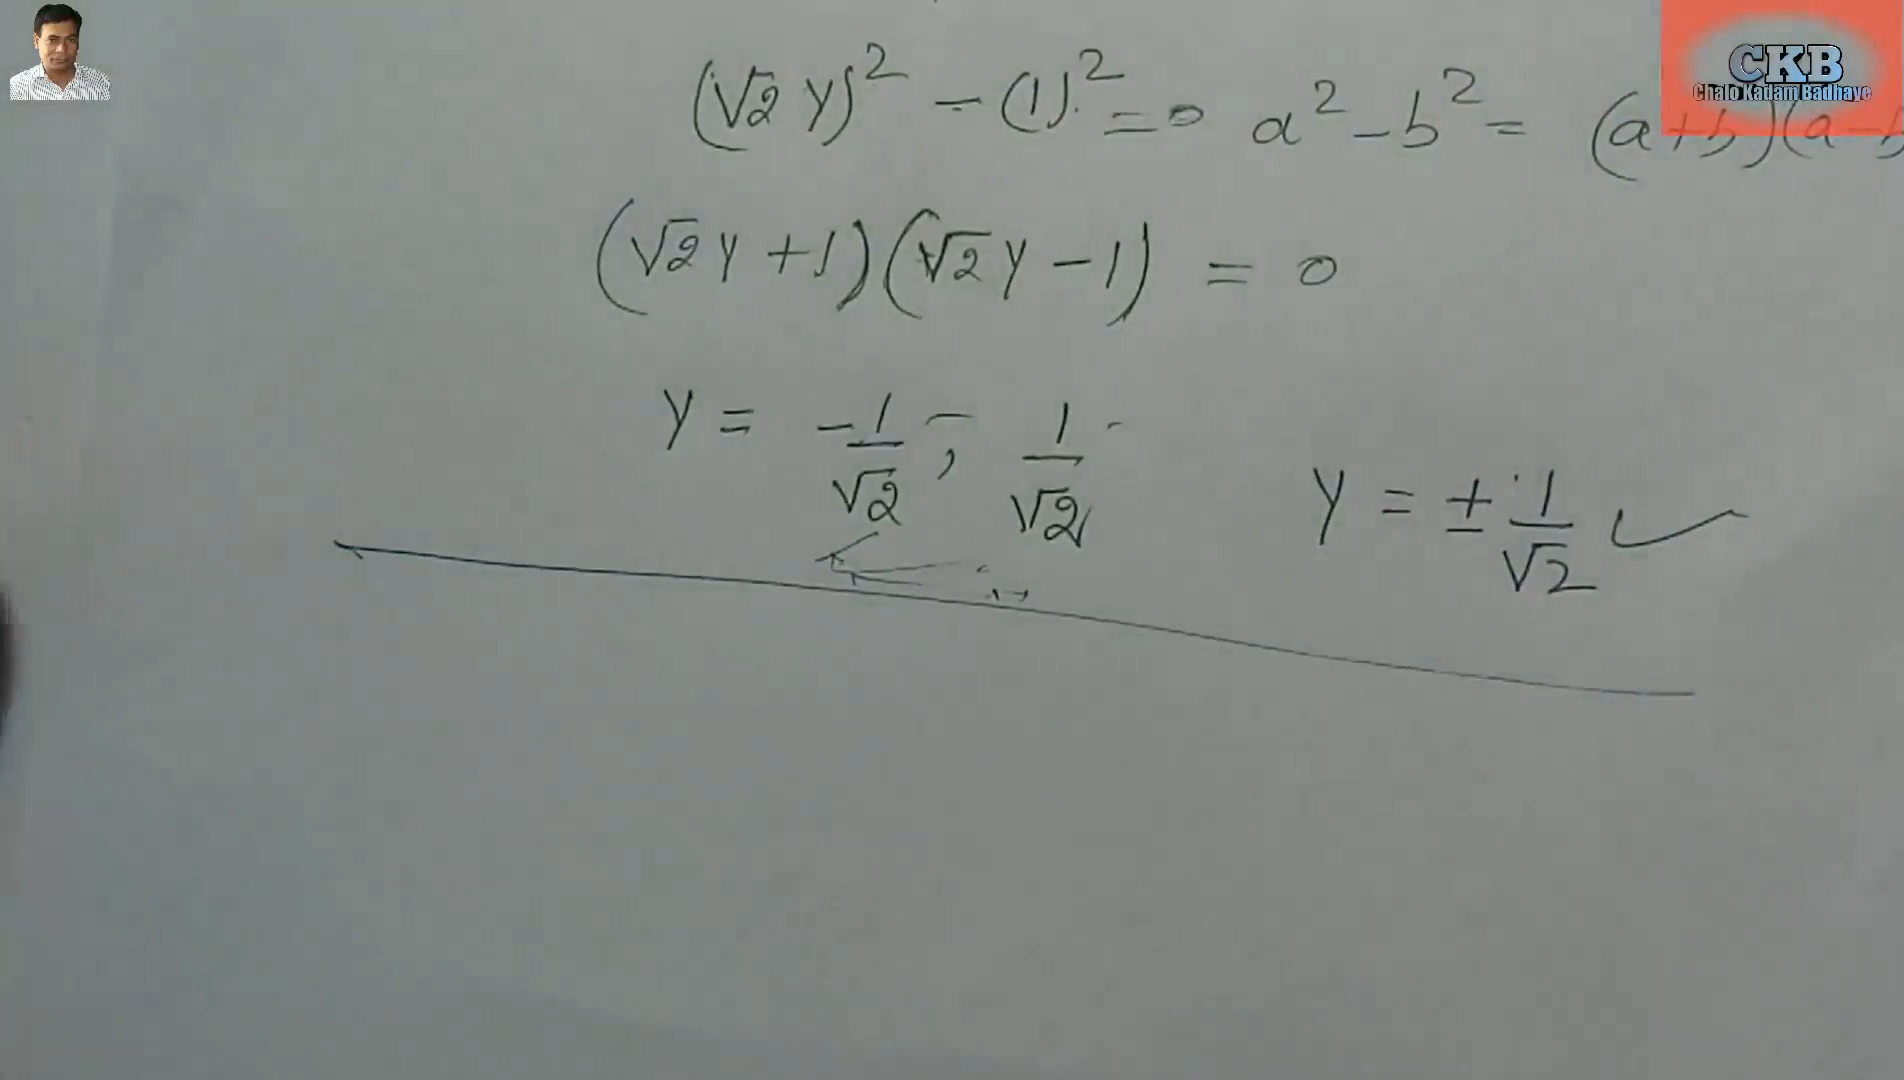 CKB
Chalo Kadam Badhaye
(√2 y)² - (1)² = 0 a² - b² = (a+b)(a-b
(√2 y + 1)(√2 y - 1) = 0
y = -1/√2, 1/√2
y = ± 1/√2 ✓